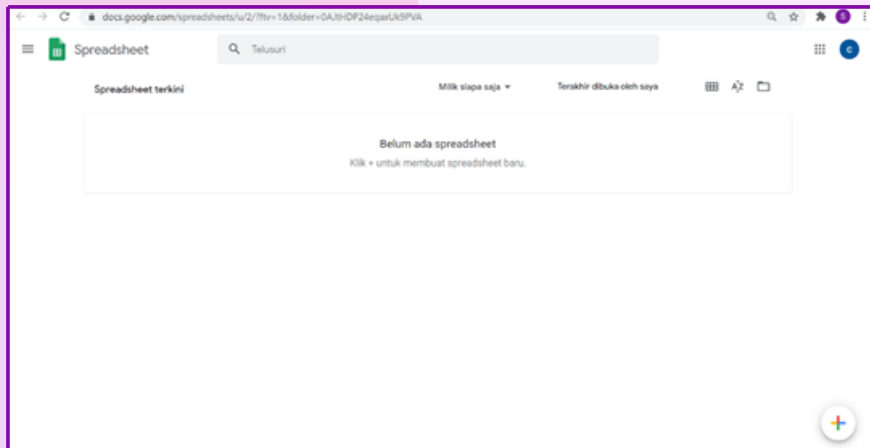 docs.google.com/spreadsheets/u/2/?ftv=1&folder=0AJtHDP24eqaxUk9PVA
S
Spreadsheet
Telusuri
c
Spreadsheet terkini
Milik siapa saja
Terakhir dibuka oleh saya
AZ
Belum ada spreadsheet
Klik + untuk membuat spreadsheet baru.